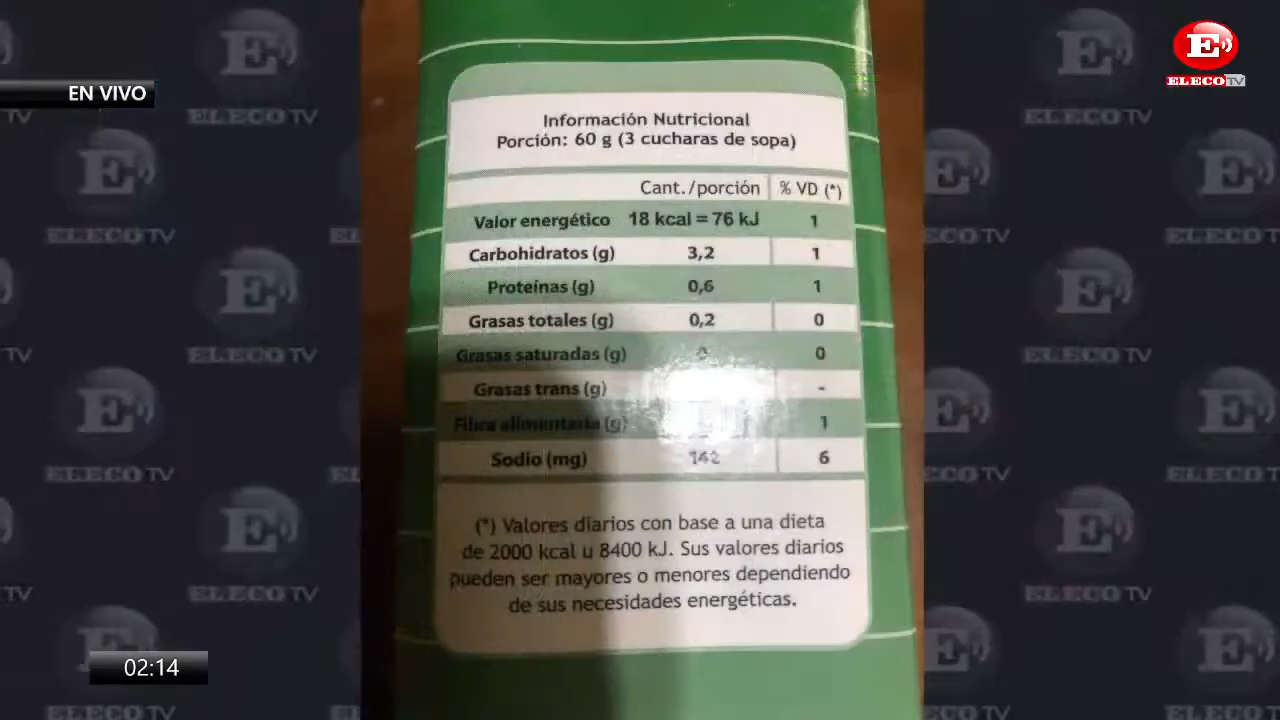 EN VIVO
E
ELECO TV
Información Nutricional
Porción: 60 g (3 cucharas de sopa)
Cant./porción % VD (*)
Valor energético 18 kcal = 76 kJ 1
Carbohidratos (g) 3,2 1
Proteínas (g) 0,6 1
Grasas totales (g) 0,2 0
Grasas saturadas (g) 0 0
Grasas trans (g) -
Fibra alimentaria (g) 1
Sodio (mg) 142 6
(*) Valores diarios con base a una dieta
de 2000 kcal u 8400 kJ. Sus valores diarios
pueden ser mayores o menores dependiendo
de sus necesidades energéticas.
02:14